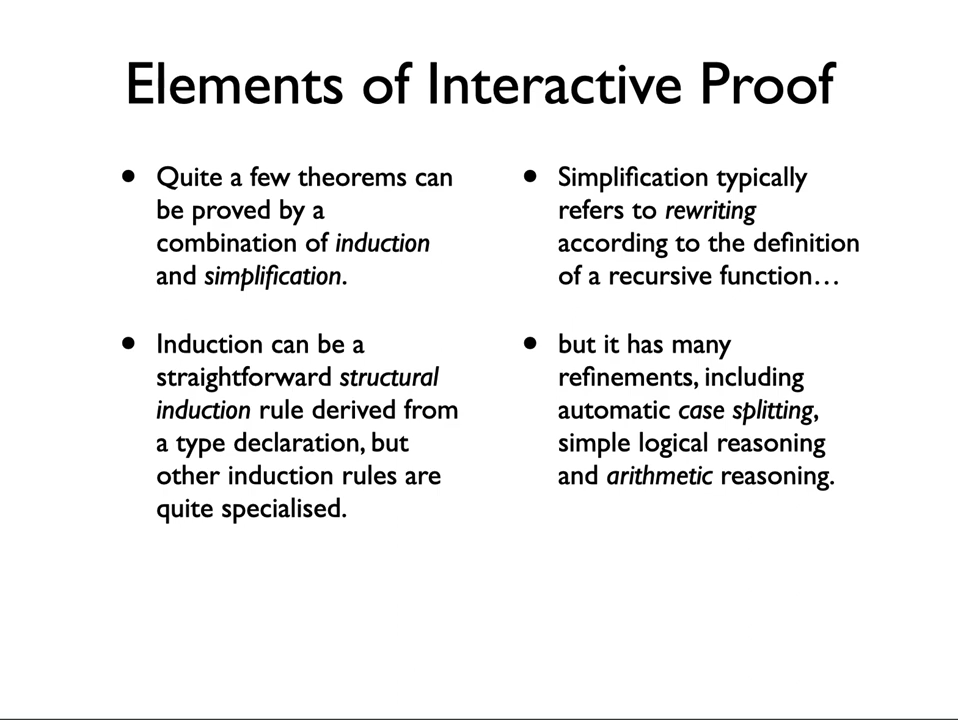 Elements of Interactive Proof
• Quite a few theorems can
be proved by a
combination of induction
and simplification.
• Induction can be a
straightforward structural
induction rule derived from
a type declaration, but
other induction rules are
quite specialised.
• Simplification typically
refers to rewriting
according to the definition
of a recursive function…
• but it has many
refinements, including
automatic case splitting,
simple logical reasoning
and arithmetic reasoning.